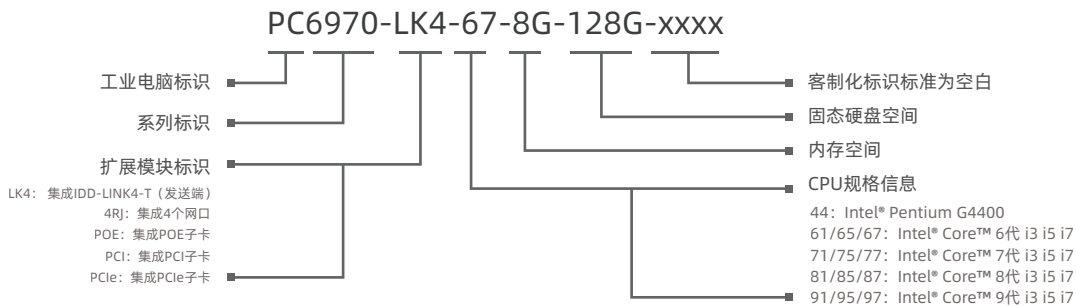 PC6970-LK4-67-8G-128G-xxxx
工业电脑标识
系列标识
扩展模块标识
LK4： 集成IDD-LINK4-T（发送端）
4RJ：集成4个网口
POE：集成POE子卡
PCI：集成PCI子卡
PCIe：集成PCIe子卡
客制化标识标准为空白
固态硬盘空间
内存空间
CPU规格信息
44：Intel® Pentium G4400
61/65/67：Intel® Core™ 6代 i3 i5 i7
71/75/77：Intel® Core™ 7代 i3 i5 i7
81/85/87：Intel® Core™ 8代 i3 i5 i7
91/95/97：Intel® Core™ 9代 i3 i5 i7